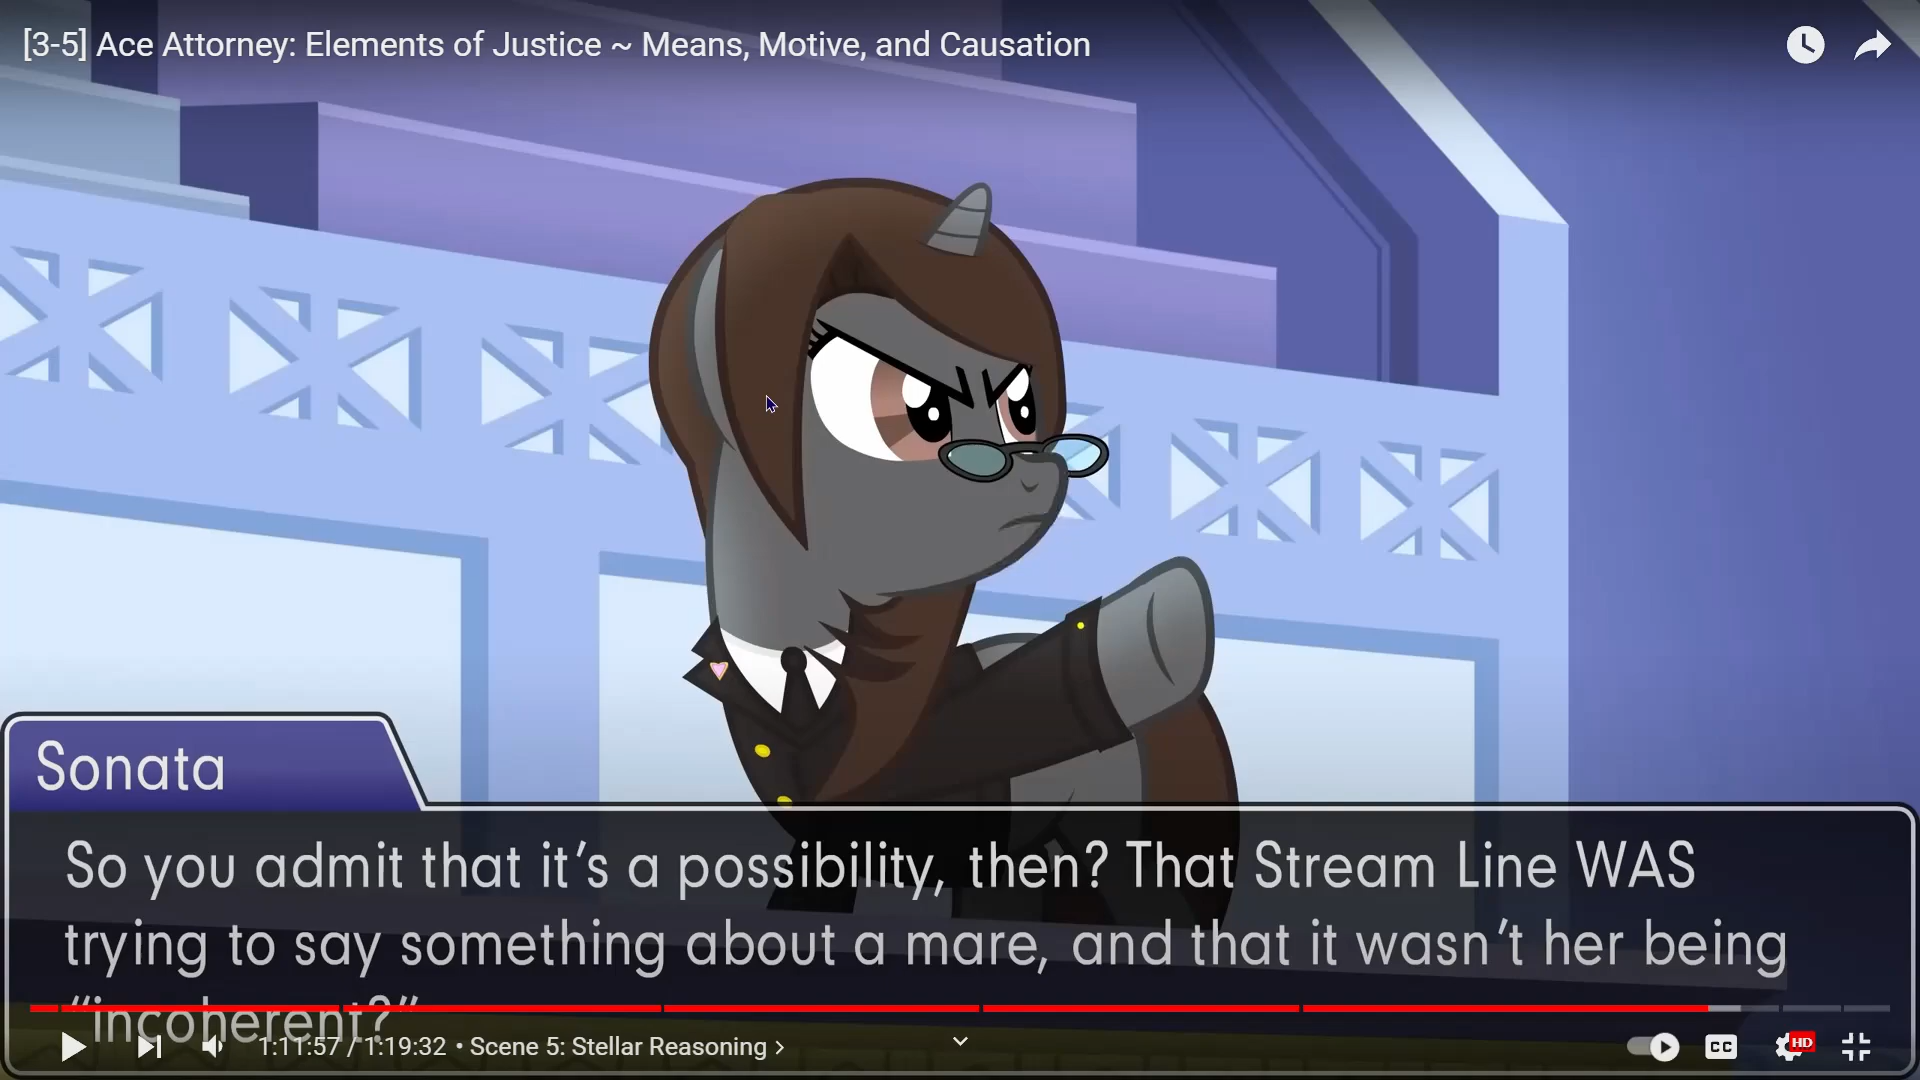 [3-5] Ace Attorney: Elements of Justice ~ Means, Motive, and Causation
Sonata
So you admit that it's a possibility, then? That Stream Line WAS
trying to say something about a mare, and that it wasn't her being
"incoherent?"
1:11:57 / 1:19:32 • Scene 5: Stellar Reasoning
CC
HD